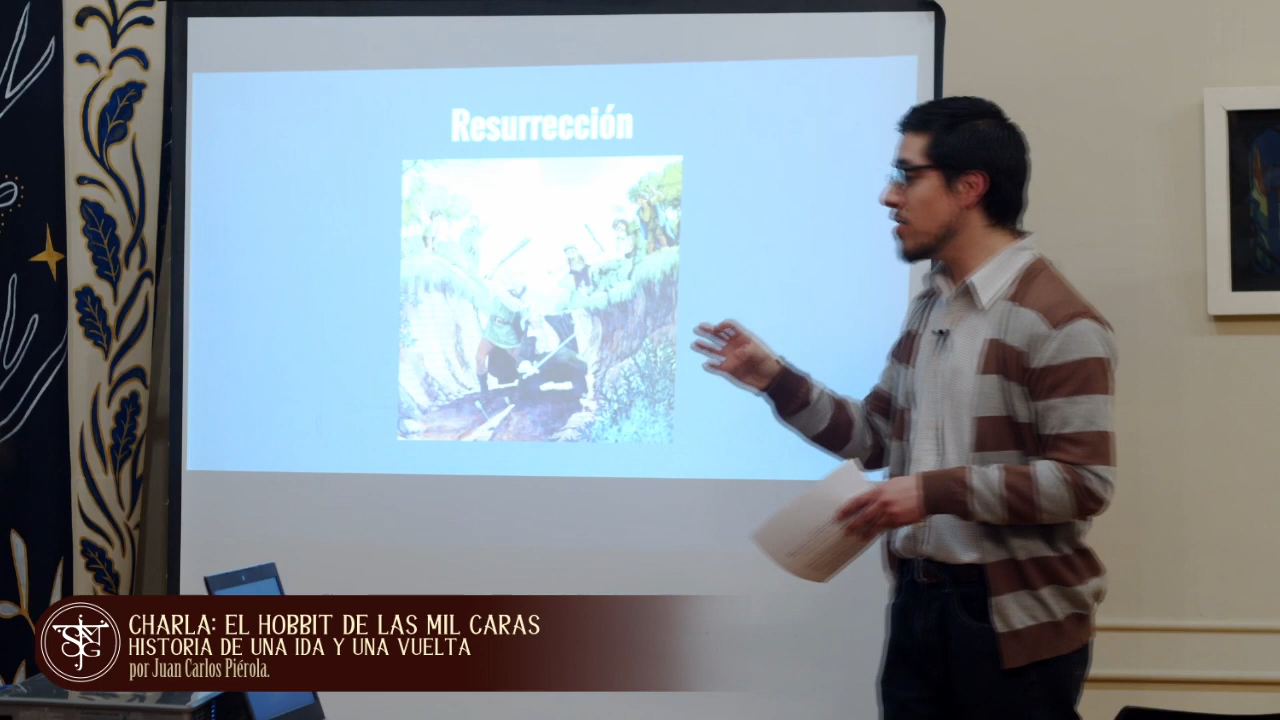 Resurrección
CHARLA: EL HOBBIT DE LAS MIL CARAS
HISTORIA DE UNA IDA Y UNA VUELTA
por Juan Carlos Piérola.